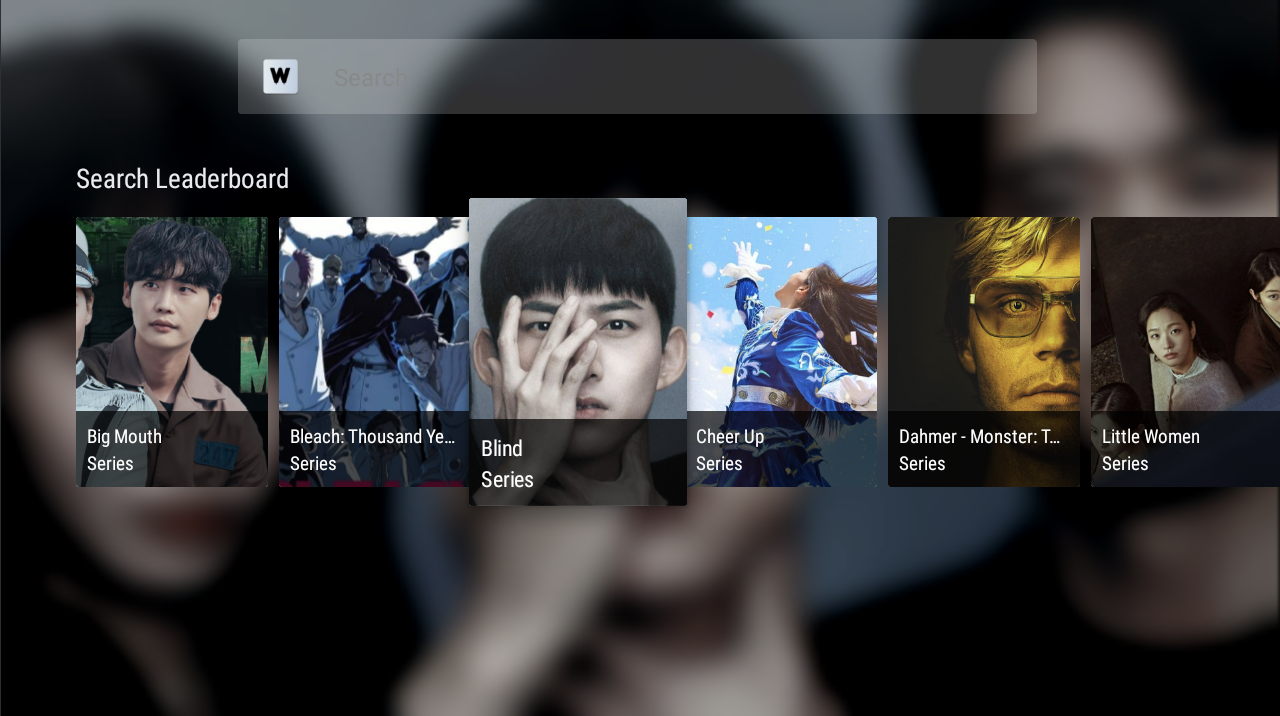 W
Search
Search Leaderboard
Big Mouth
Series
Bleach: Thousand Ye...
Series
Blind
Series
Cheer Up
Series
Dahmer - Monster: T...
Series
Little Women
Series